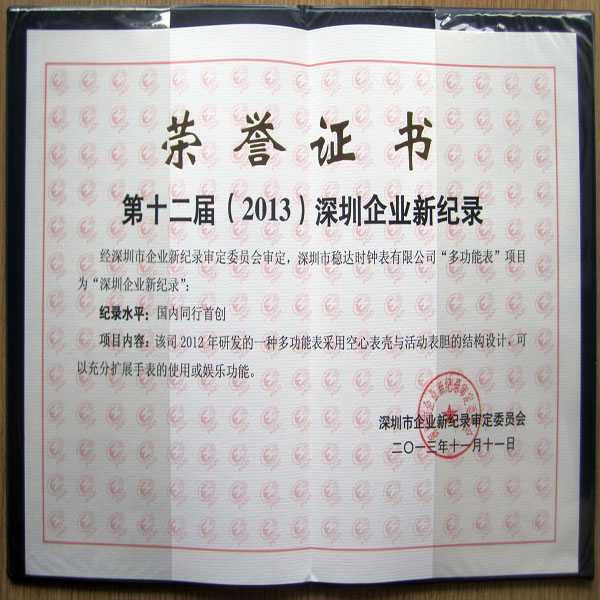 荣誉证书
第十二届（2013）深圳企业新纪录
经深圳市企业新纪录审定委员会审定，深圳市稳达时钟表有限公司“多功能表”项目
为“深圳企业新纪录”：
纪录水平：国内同行首创
项目内容：该司2012年研发的一种多功能表采用空心表壳与活动表胆的结构设计，可
以充分扩展手表的使用或娱乐功能。
深圳市企业新纪录审定委员会
二〇一三年十一月十一日